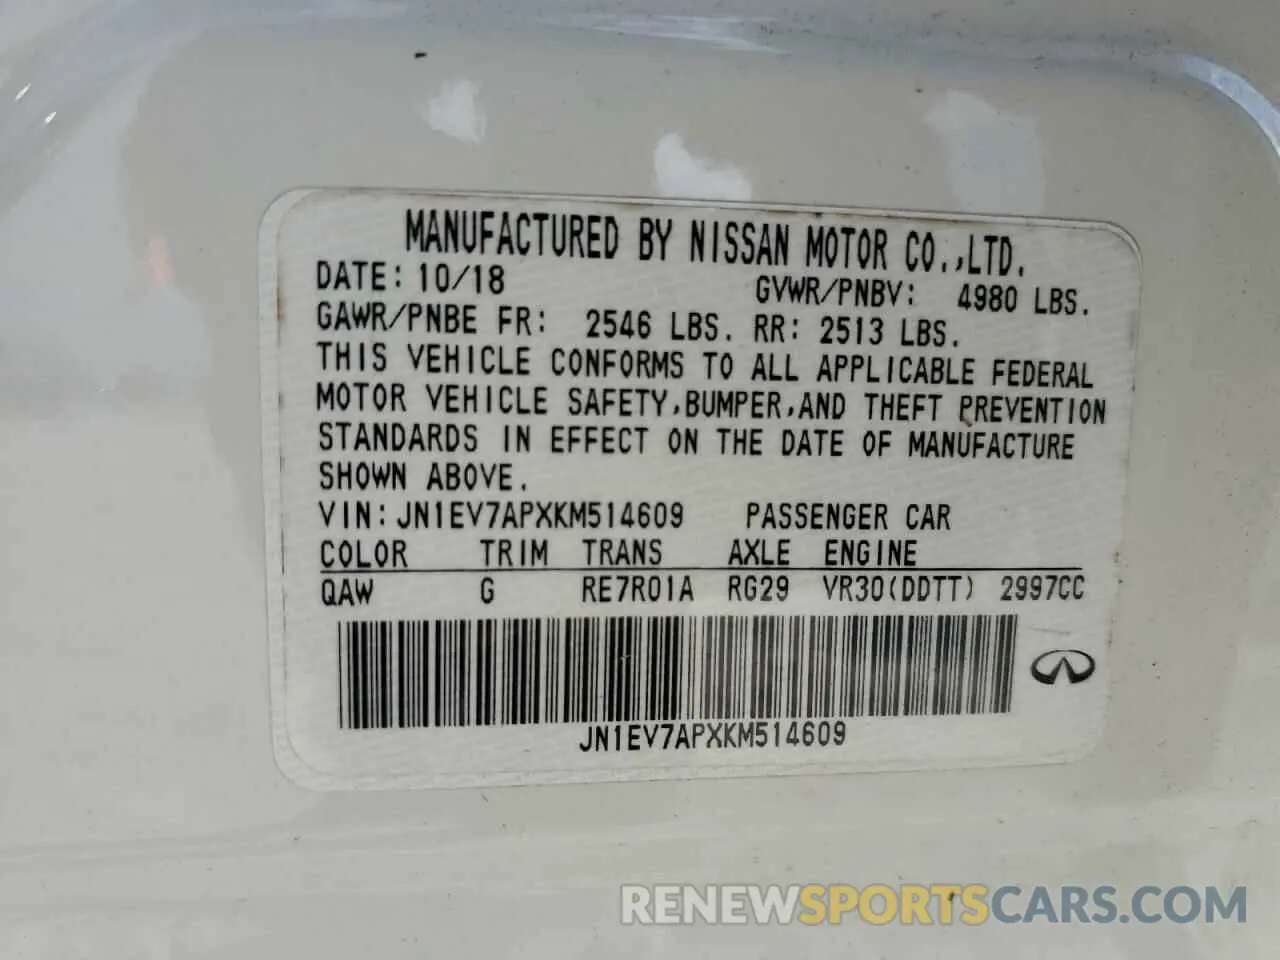 MANUFACTURED BY NISSAN MOTOR CO.,LTD.
DATE: 10/18 GVWR/PNBV: 4980 LBS.
GAWR/PNBE FR: 2546 LBS. RR: 2513 LBS.
THIS VEHICLE CONFORMS TO ALL APPLICABLE FEDERAL
MOTOR VEHICLE SAFETY,BUMPER,AND THEFT PREVENTION
STANDARDS IN EFFECT ON THE DATE OF MANUFACTURE
SHOWN ABOVE.
VIN: JN1EV7APXKM514609 PASSENGER CAR
COLOR TRIM TRANS AXLE ENGINE
QAW G RE7R01A RG29 VR30(DDTT) 2997CC
JN1EV7APXKM514609
RENEWSPORTSCARS.COM